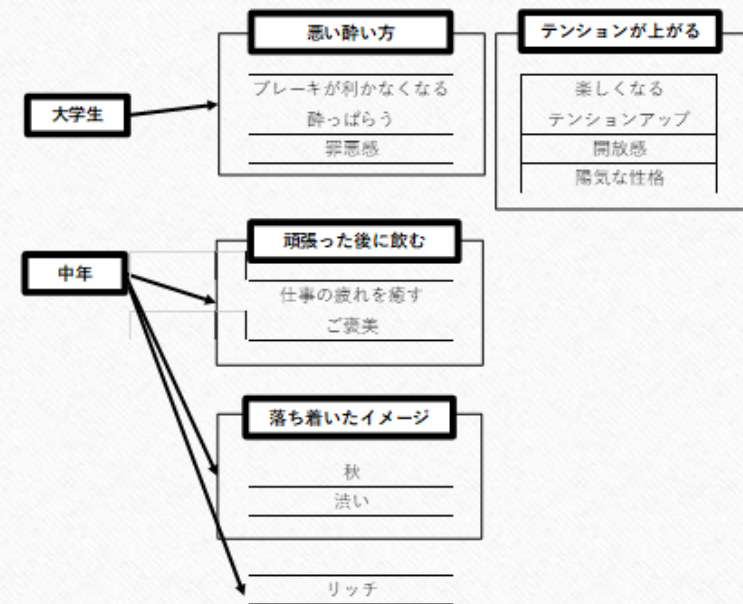 悪い酔い方
テンションが上がる
ブレーキが利かなくなる
酔っぱらう
罪悪感
楽しくなる
テンションアップ
開放感
陽気な性格
大学生
頑張った後に飲む
中年
仕事の疲れを癒す
ご褒美
落ち着いたイメージ
秋
渋い
リッチ